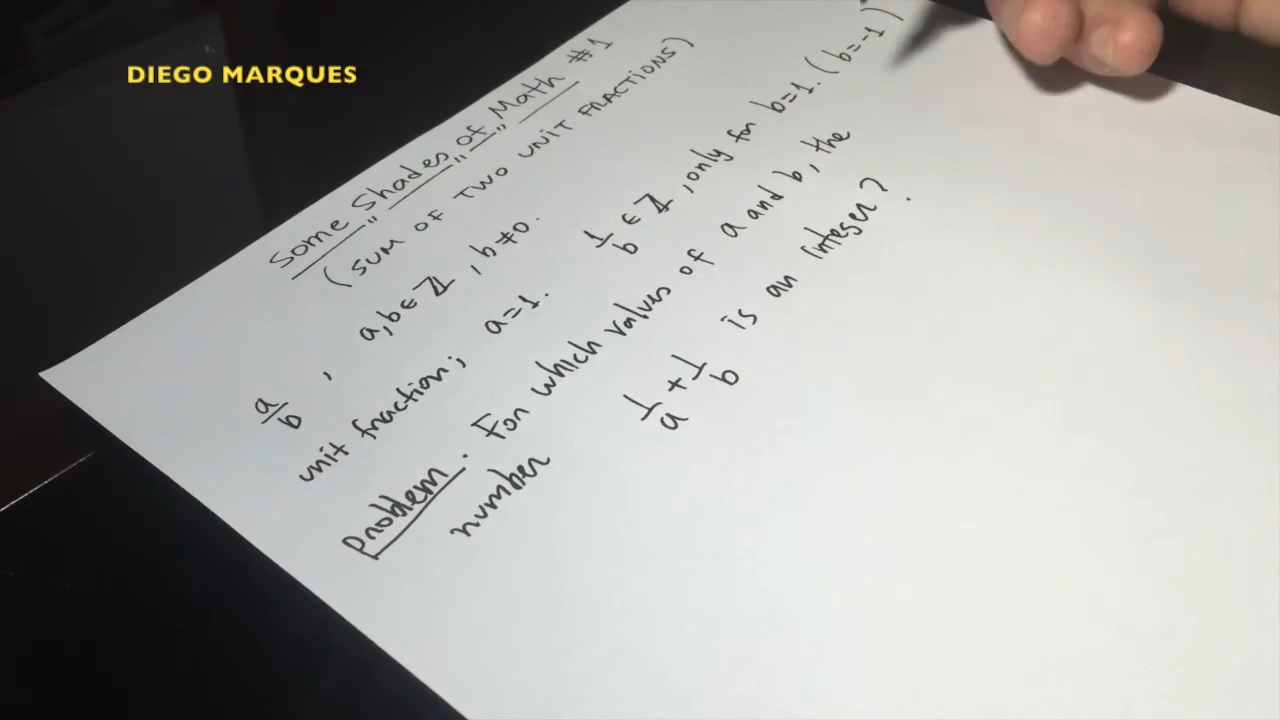 DIEGO MARQUES
"Some "Shades" of" Math #1
(SUM OF TWO UNIT FRACTIONS)
a/b , a,b∈ℤ , b≠0.
unit fraction; a=1. 1/b ∈ ℤ, only for b=1. (b=-1)
Problem. For which values of a and b, the
number 1/a + 1/b is an integer?